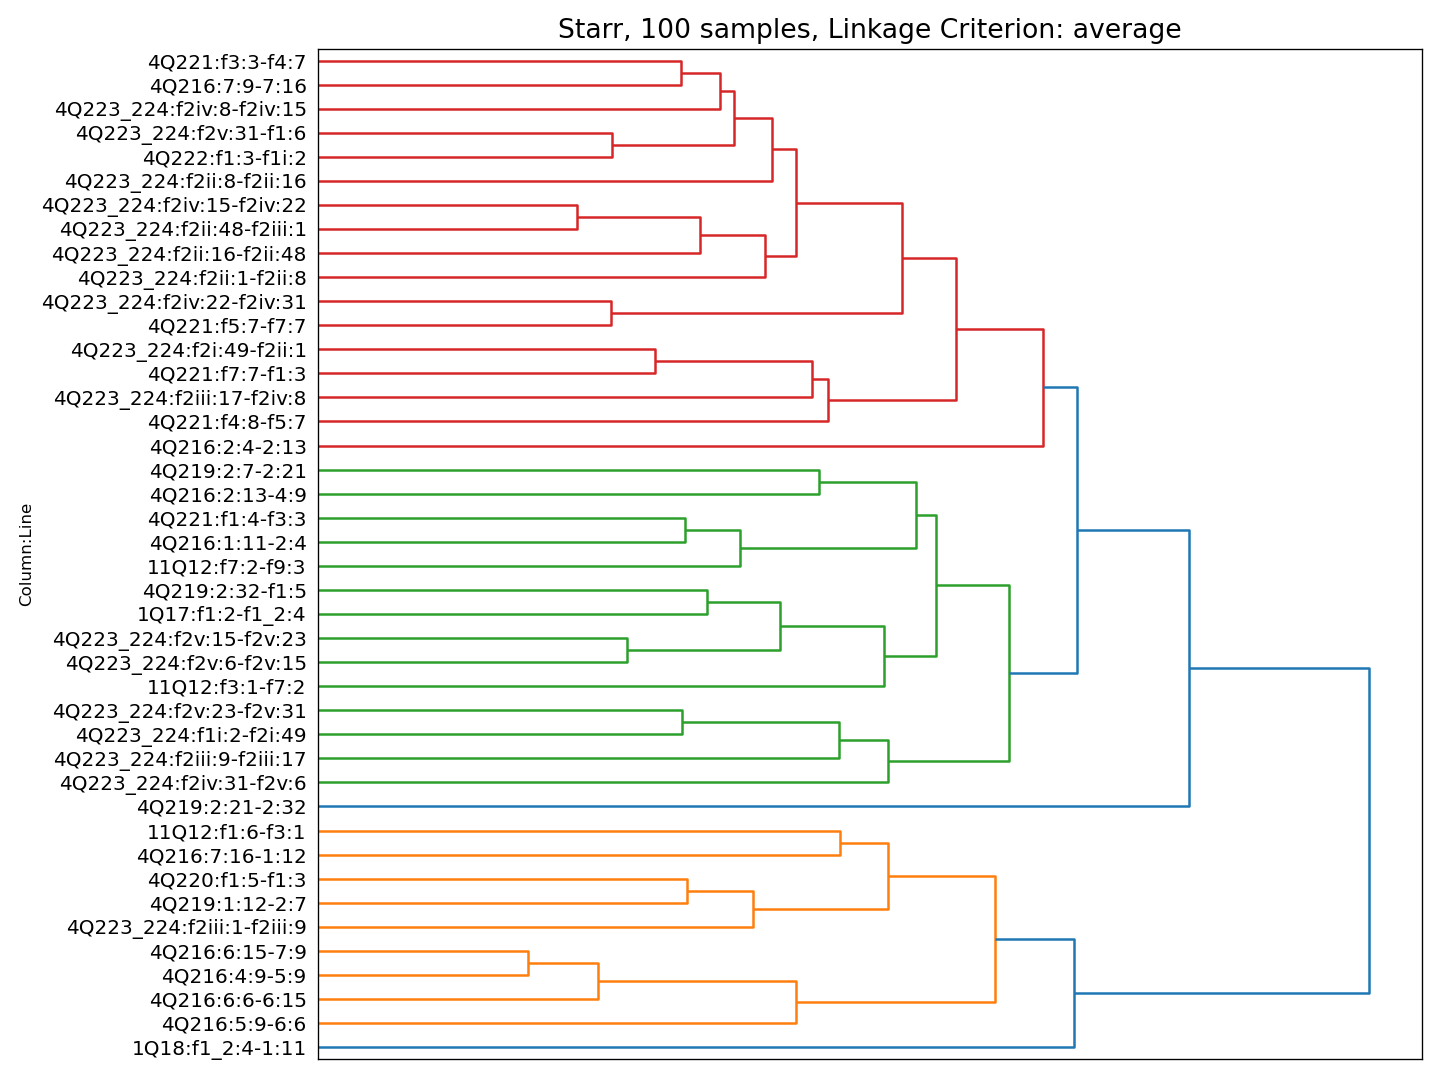 Starr, 100 samples, Linkage Criterion: average
4Q221:f3:3-f4:7
4Q216:7:9-7:16
4Q223_224:f2iv:8-f2iv:15
4Q223_224:f2v:31-f1:6
4Q222:f1:3-f1i:2
4Q223_224:f2ii:8-f2ii:16
4Q223_224:f2iv:15-f2iv:22
4Q223_224:f2ii:48-f2iii:1
4Q223_224:f2ii:16-f2ii:48
4Q223_224:f2ii:1-f2ii:8
4Q223_224:f2iv:22-f2iv:31
4Q221:f5:7-f7:7
4Q223_224:f2i:49-f2ii:1
4Q221:f7:7-f1:3
4Q223_224:f2iii:17-f2iv:8
4Q221:f4:8-f5:7
4Q216:2:4-2:13
4Q219:2:7-2:21
4Q216:2:13-4:9
4Q221:f1:4-f3:3
4Q216:1:11-2:4
11Q12:f7:2-f9:3
4Q219:2:32-f1:5
1Q17:f1:2-f1_2:4
4Q223_224:f2v:15-f2v:23
4Q223_224:f2v:6-f2v:15
11Q12:f3:1-f7:2
4Q223_224:f2v:23-f2v:31
4Q223_224:f1i:2-f2i:49
4Q223_224:f2iii:9-f2iii:17
4Q223_224:f2iv:31-f2v:6
4Q219:2:21-2:32
11Q12:f1:6-f3:1
4Q216:7:16-1:12
4Q220:f1:5-f1:3
4Q219:1:12-2:7
4Q223_224:f2iii:1-f2iii:9
4Q216:6:15-7:9
4Q216:4:9-5:9
4Q216:6:6-6:15
4Q216:5:9-6:6
1Q18:f1_2:4-1:11
Column:Line